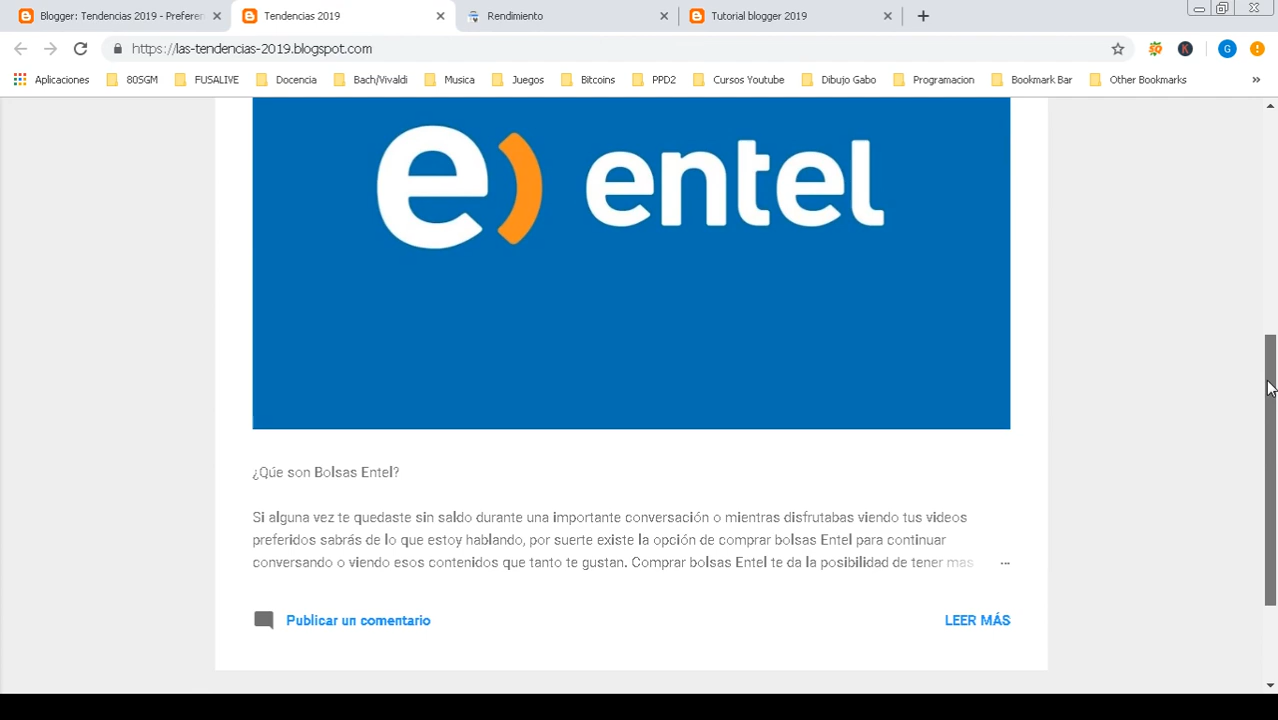 Blogger: Tendencias 2019 - Preferen
Tendencias 2019
Rendimiento
Tutorial blogger 2019
https://las-tendencias-2019.blogspot.com
G
Aplicaciones
80SGM
FUSALIVE
Docencia
Bach/Vivaldi
Musica
Juegos
Bitcoins
PPD2
Cursos Youtube
Dibujo Gabo
Programacion
Bookmark Bar
Other Bookmarks
»
e) entel
¿Qúe son Bolsas Entel?
Si alguna vez te quedaste sin saldo durante una importante conversación o mientras disfrutabas viendo tus videos
preferidos sabrás de lo que estoy hablando, por suerte existe la opción de comprar bolsas Entel para continuar
conversando o viendo esos contenidos que tanto te gustan. Comprar bolsas Entel te da la posibilidad de tener mas ...
Publicar un comentario
LEER MÁS